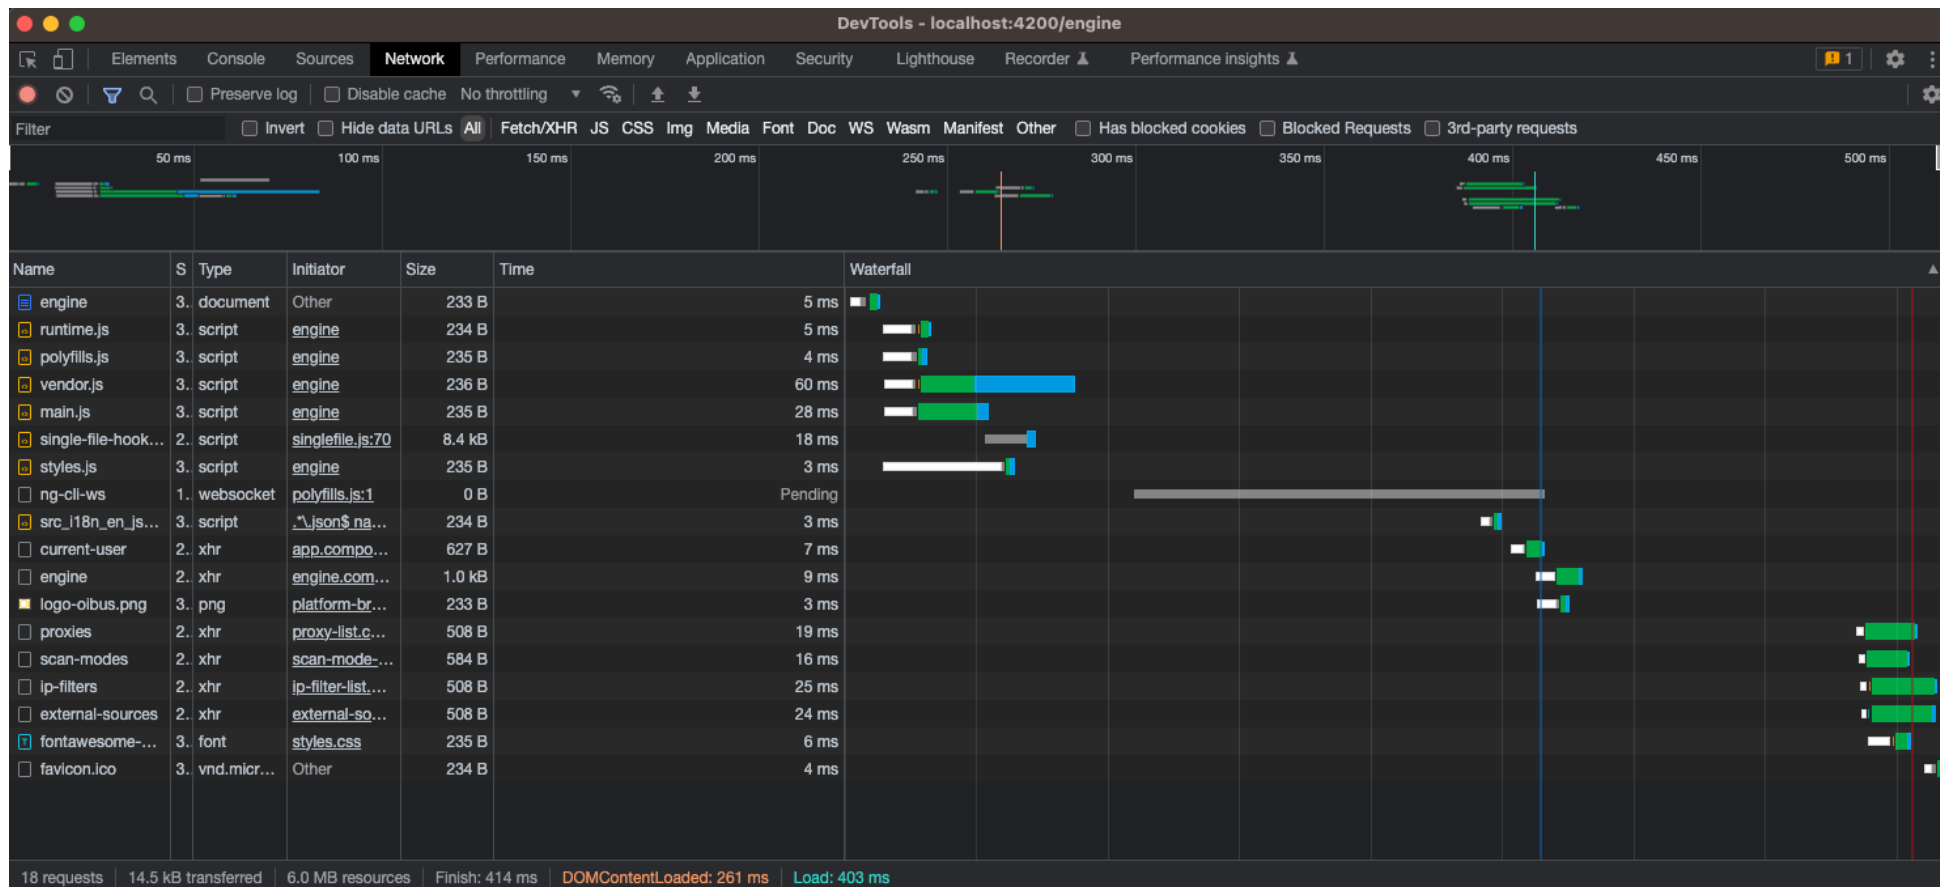 DevTools - localhost:4200/engine
Elements Console Sources Network Performance Memory Application Security Lighthouse Recorder Performance insights 1
Preserve log Disable cache No throttling
Filter Invert Hide data URLs All Fetch/XHR JS CSS Img Media Font Doc WS Wasm Manifest Other Has blocked cookies Blocked Requests 3rd-party requests
50 ms 100 ms 150 ms 200 ms 250 ms 300 ms 350 ms 400 ms 450 ms 500 ms
Name S Type Initiator Size Time Waterfall
engine 3.. document Other 233 B 5 ms
runtime.js 3.. script engine 234 B 5 ms
polyfills.js 3.. script engine 235 B 4 ms
vendor.js 3.. script engine 236 B 60 ms
main.js 3.. script engine 235 B 28 ms
single-file-hook... 2.. script singlefile.js:70 8.4 kB 18 ms
styles.js 3.. script engine 235 B 3 ms
ng-cli-ws 1.. websocket polyfills.js:1 0 B Pending
src_i18n_en_js... 3.. script .*\.json$ na... 234 B 3 ms
current-user 2.. xhr app.compo... 627 B 7 ms
engine 2.. xhr engine.com... 1.0 kB 9 ms
logo-oibus.png 3.. png platform-br... 233 B 3 ms
proxies 2.. xhr proxy-list.c... 508 B 19 ms
scan-modes 2.. xhr scan-mode-... 584 B 16 ms
ip-filters 2.. xhr ip-filter-list.... 508 B 25 ms
external-sources 2.. xhr external-so... 508 B 24 ms
fontawesome-... 3.. font styles.css 235 B 6 ms
favicon.ico 3.. vnd.micr... Other 234 B 4 ms
18 requests 14.5 kB transferred 6.0 MB resources Finish: 414 ms DOMContentLoaded: 261 ms Load: 403 ms